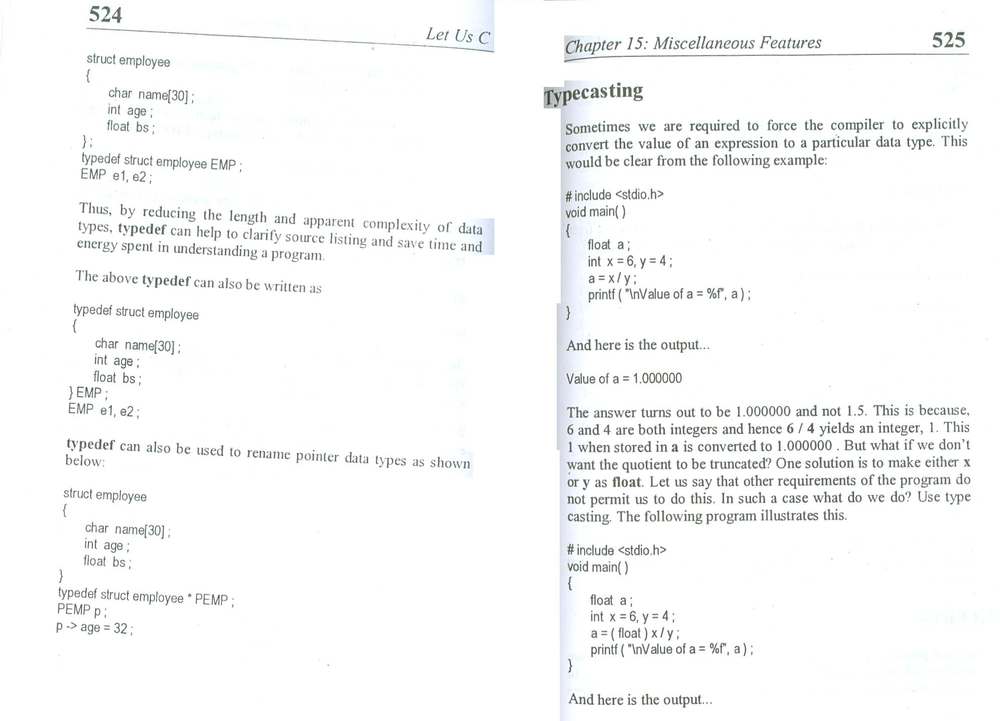 524
Let Us C
struct employee
{
char name[30] ;
int age ;
float bs ;
} ;
typedef struct employee EMP ;
EMP e1, e2 ;
Thus, by reducing the length and apparent complexity of data
types, typedef can help to clarify source listing and save time and
energy spent in understanding a program.
The above typedef can also be written as
typedef struct employee
{
char name[30] ;
int age ;
float bs ;
} EMP ;
EMP e1, e2 ;
typedef can also be used to rename pointer data types as shown
below:
struct employee
{
char name[30] ;
int age ;
float bs ;
}
typedef struct employee * PEMP ;
PEMP p ;
p -> age = 32 ;
Chapter 15: Miscellaneous Features
525
Typecasting
Sometimes we are required to force the compiler to explicitly
convert the value of an expression to a particular data type. This
would be clear from the following example:
# include <stdio.h>
void main( )
{
float a ;
int x = 6, y = 4 ;
a = x / y ;
printf ( "\nValue of a = %f", a ) ;
}
And here is the output...
Value of a = 1.000000
The answer turns out to be 1.000000 and not 1.5. This is because,
6 and 4 are both integers and hence 6 / 4 yields an integer, 1. This
1 when stored in a is converted to 1.000000 . But what if we don't
want the quotient to be truncated? One solution is to make either x
or y as float. Let us say that other requirements of the program do
not permit us to do this. In such a case what do we do? Use type
casting. The following program illustrates this.
# include <stdio.h>
void main( )
{
float a ;
int x = 6, y = 4 ;
a = ( float ) x / y ;
printf ( "\nValue of a = %f", a ) ;
}
And here is the output...